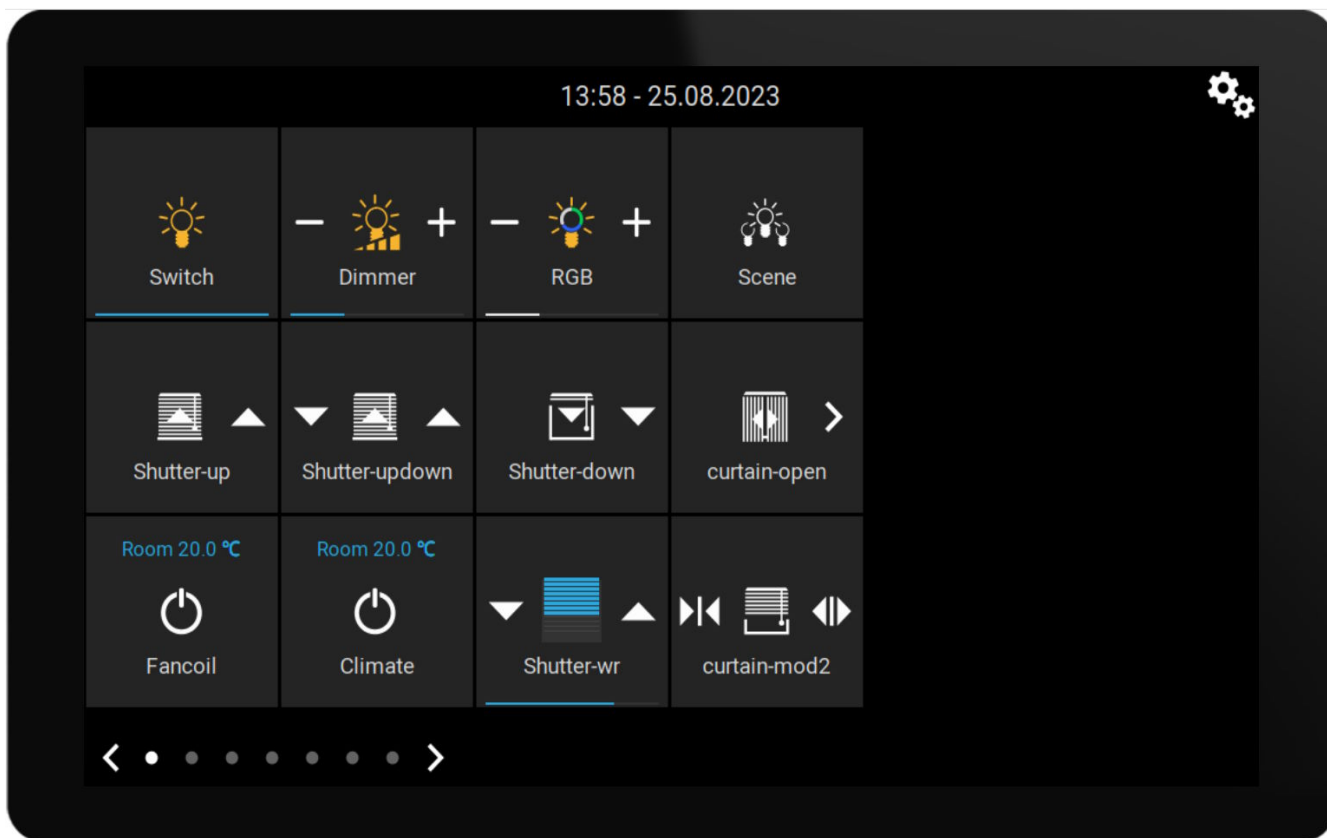 13:58 - 25.08.2023
Switch
Dimmer
RGB
Scene
Shutter-up
Shutter-updown
Shutter-down
curtain-open
Room 20.0 °C
Room 20.0 °C
Fancoil
Climate
Shutter-wr
curtain-mod2